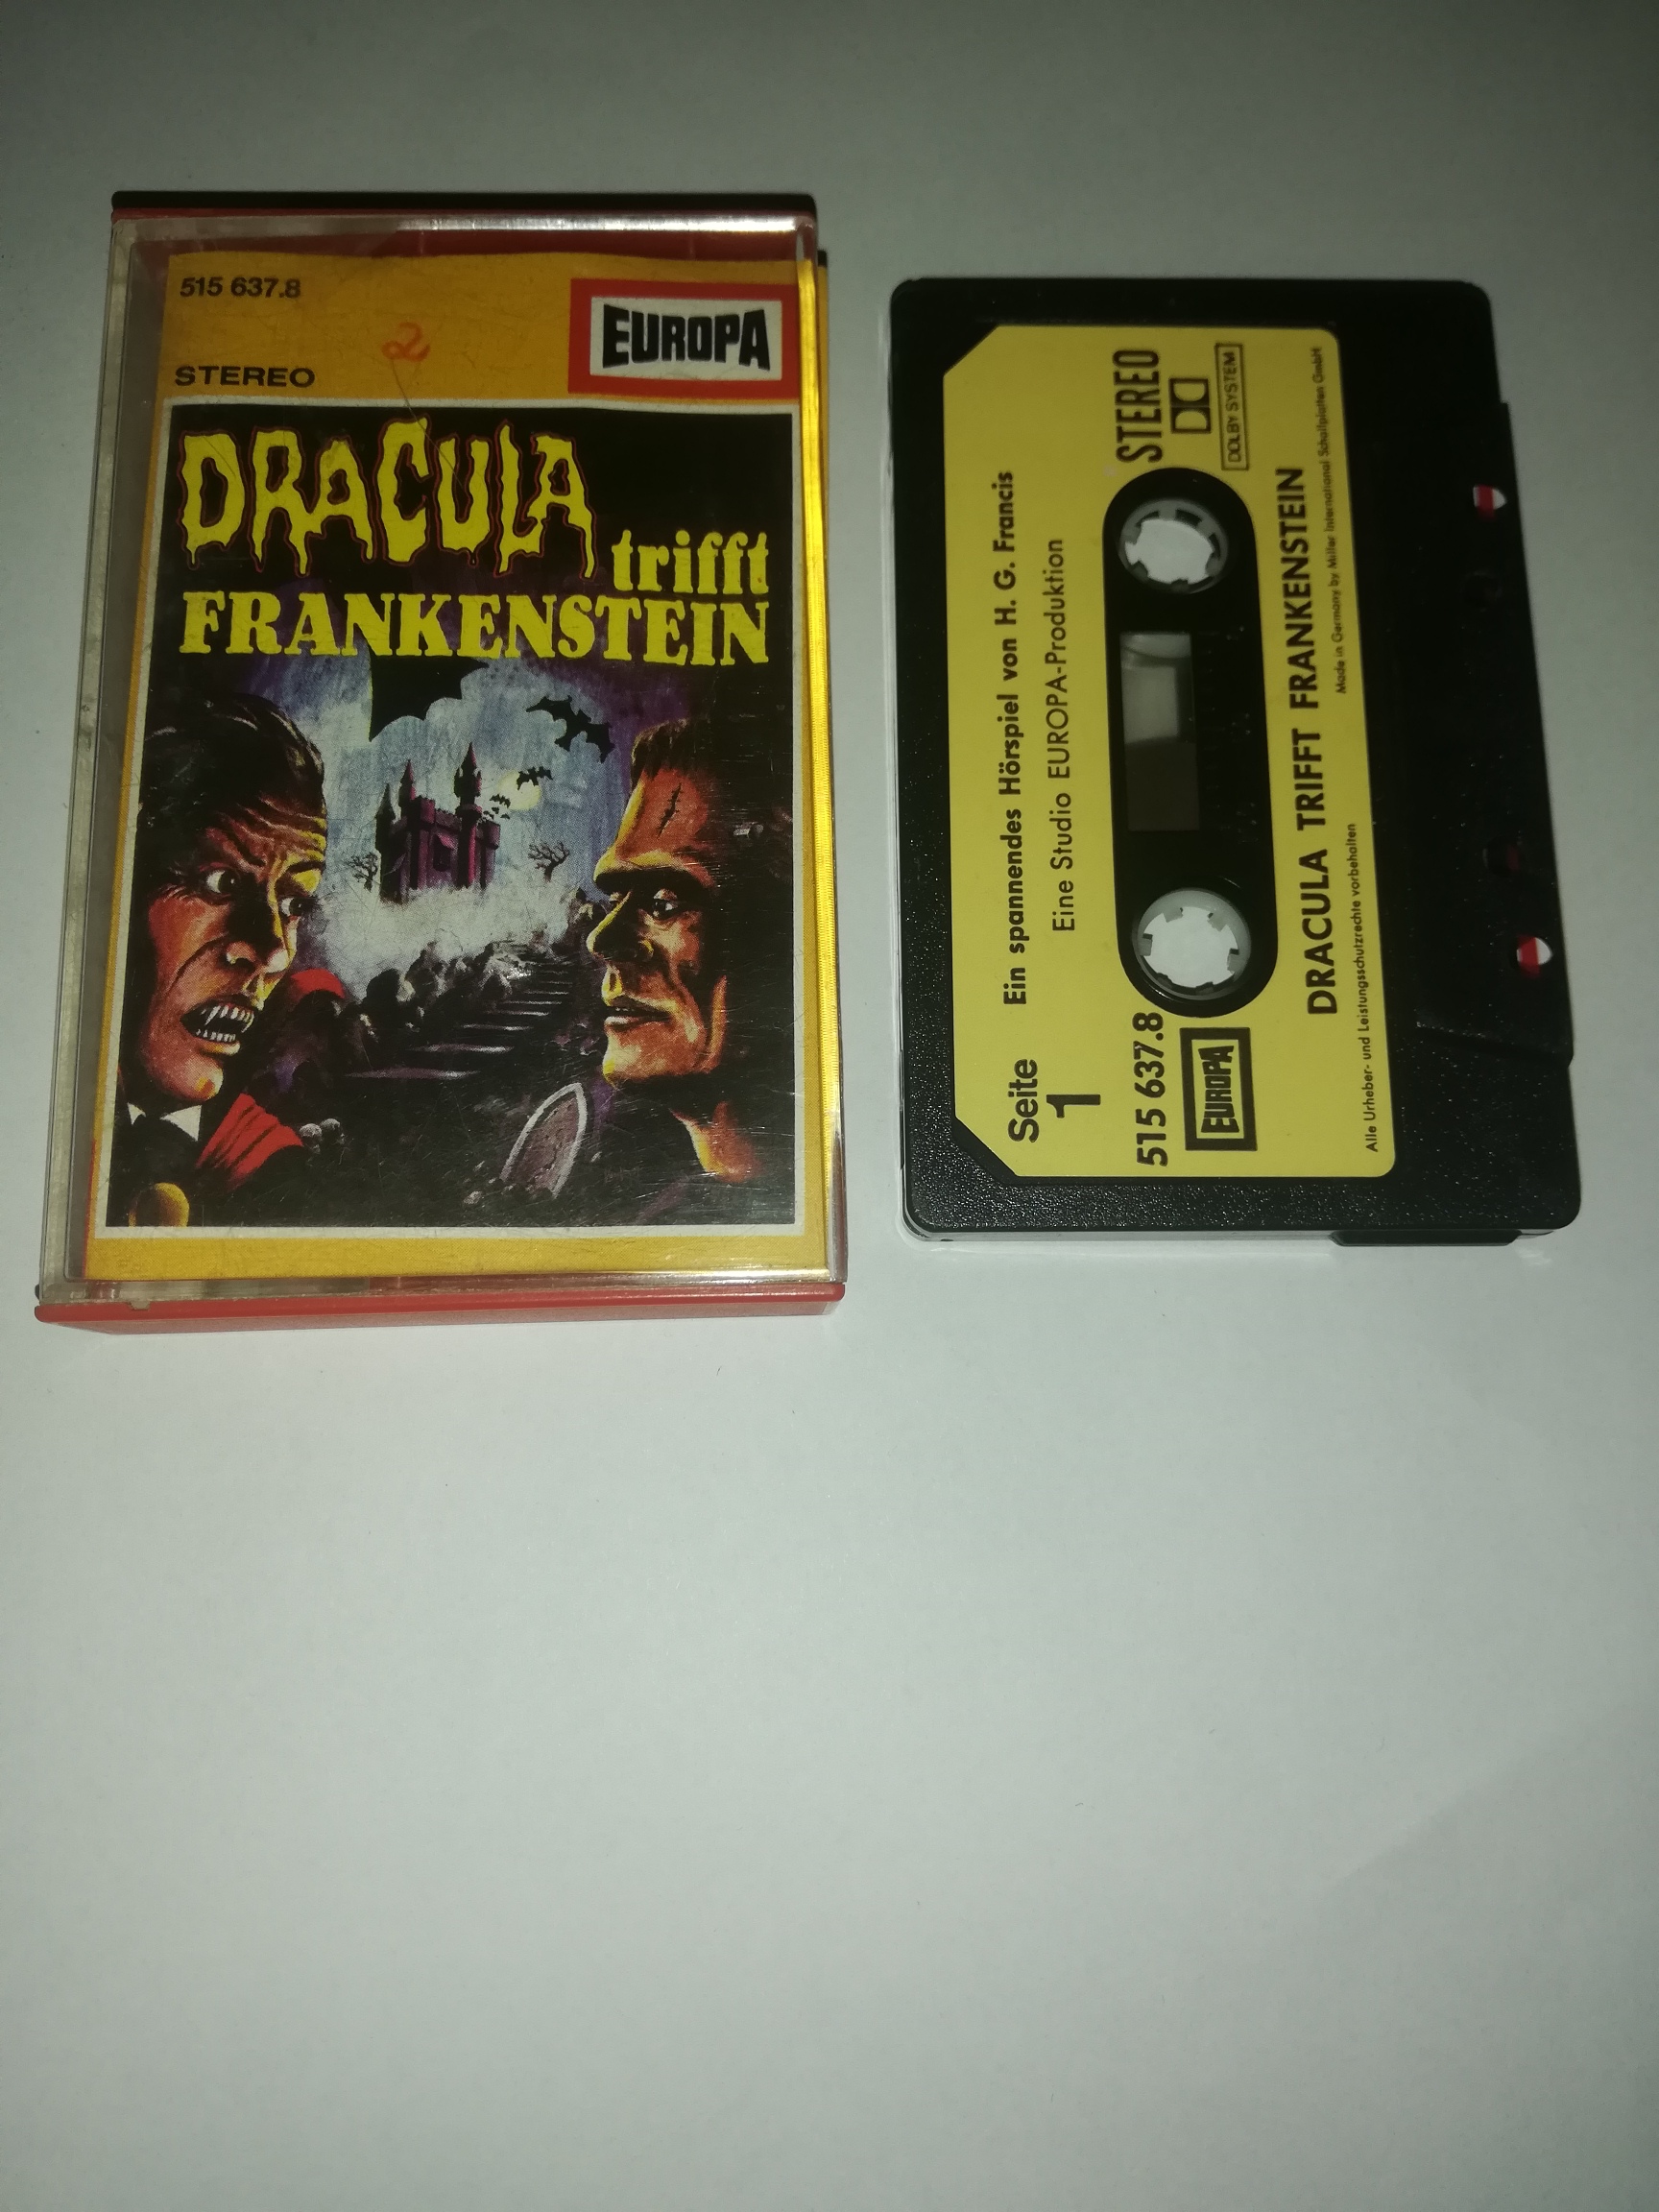 515 637.8
2
STEREO
EUROPA
DRACULA
trifft
FRANKENSTEIN
Seite
1
Ein spannendes Hörspiel von H. G. Francis
Eine Studio EUROPA-Produktion
515 637.8
EUROPA
STEREO
DOLBY SYSTEM
DRACULA TRIFFT FRANKENSTEIN
Alle Urheber- und Leistungsschutzrechte vorbehalten
Made in Germany by Miller International Schallplatten GmbH